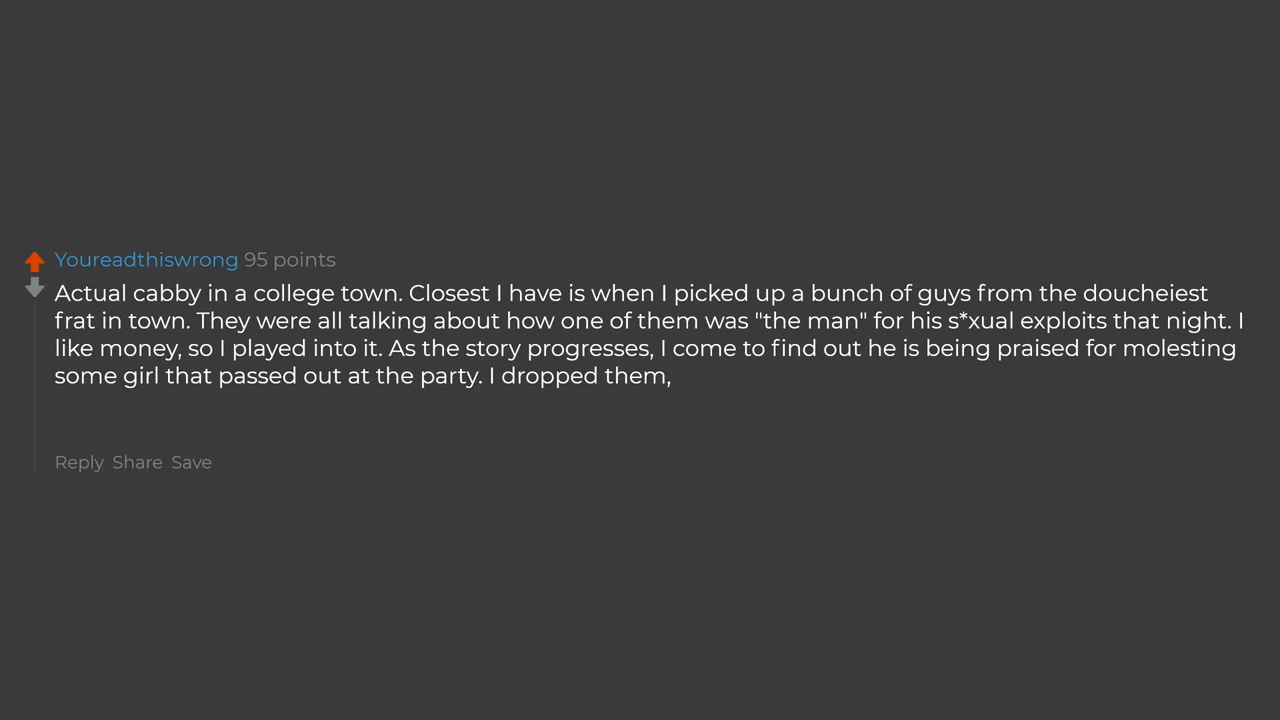 Youreadthiswrong 95 points
Actual cabby in a college town. Closest I have is when I picked up a bunch of guys from the doucheiest
frat in town. They were all talking about how one of them was "the man" for his s*xual exploits that night. I
like money, so I played into it. As the story progresses, I come to find out he is being praised for molesting
some girl that passed out at the party. I dropped them,
Reply Share Save